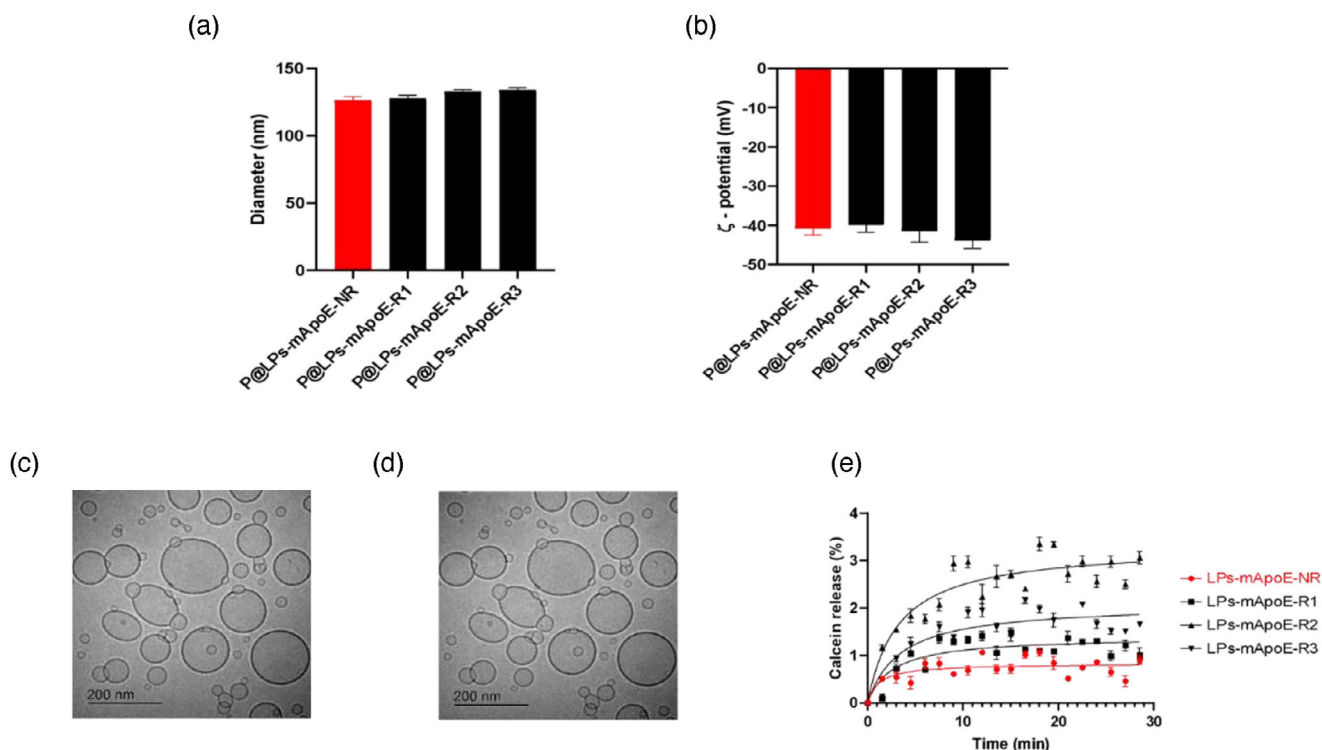 (a)
150
100
50
0
Diameter (nm)
P@LPs-mApoE-NR
P@LPs-mApoE-R1
P@LPs-mApoE-R2
P@LPs-mApoE-R3
(b)
0
-10
-20
-30
-40
-50
ζ - potential (mV)
P@LPs-mApoE-NR
P@LPs-mApoE-R1
P@LPs-mApoE-R2
P@LPs-mApoE-R3
(c)
200 nm
(d)
200 nm
(e)
4
3
2
1
0
Calcein release (%)
0
10
20
30
Time (min)
LPs-mApoE-NR
LPs-mApoE-R1
LPs-mApoE-R2
LPs-mApoE-R3